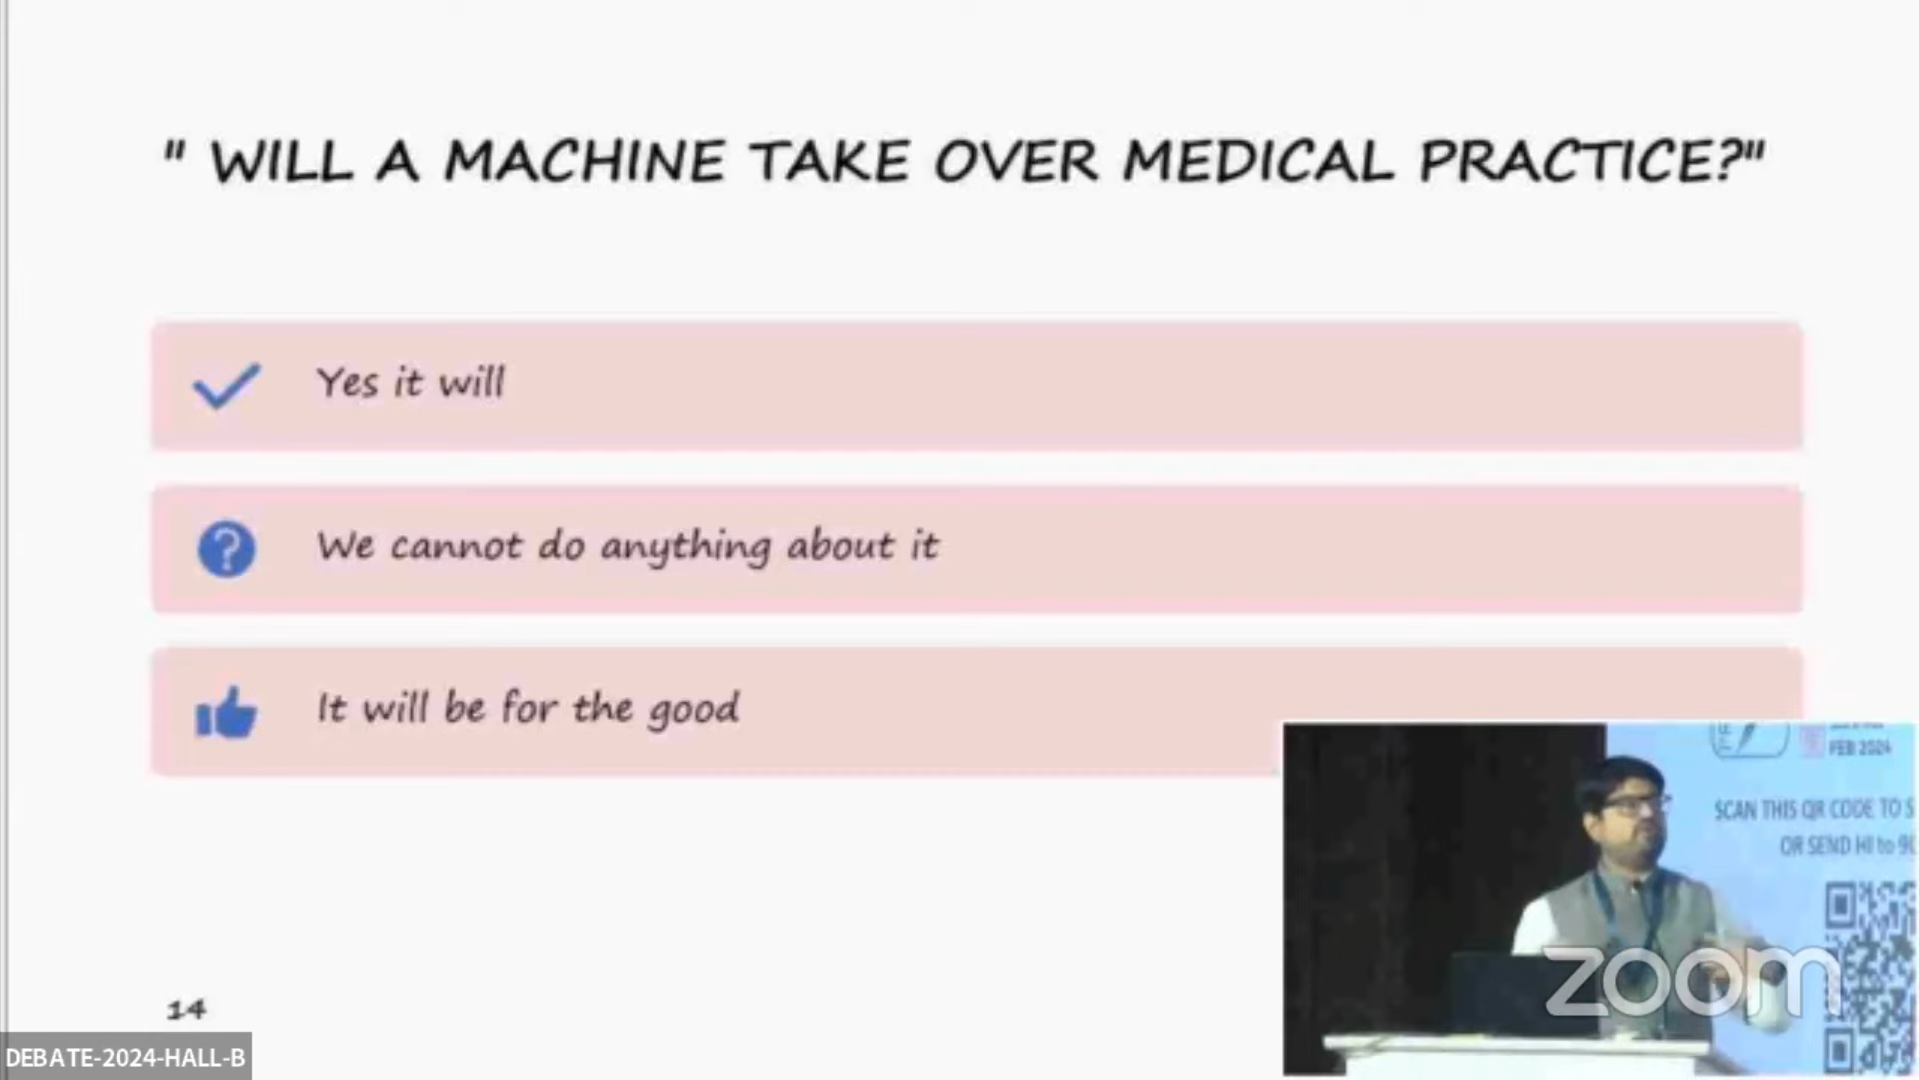 " WILL A MACHINE TAKE OVER MEDICAL PRACTICE?"
Yes it will
We cannot do anything about it
It will be for the good
FEB 2024
SCAN THIS QR CODE TO
OR SEND HI to
zoom
14
DEBATE-2024-HALL-B